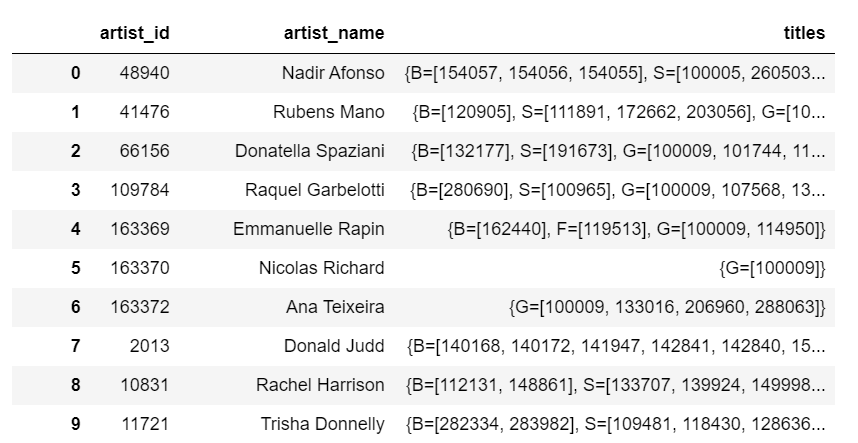 artist_id artist_name titles
0 48940 Nadir Afonso {B=[154057, 154056, 154055], S=[100005, 260503...
1 41476 Rubens Mano {B=[120905], S=[111891, 172662, 203056], G=[10...
2 66156 Donatella Spaziani {B=[132177], S=[191673], G=[100009, 101744, 11...
3 109784 Raquel Garbelotti {B=[280690], S=[100965], G=[100009, 107568, 13...
4 163369 Emmanuelle Rapin {B=[162440], F=[119513], G=[100009, 114950]}
5 163370 Nicolas Richard {G=[100009]}
6 163372 Ana Teixeira {G=[100009, 133016, 206960, 288063]}
7 2013 Donald Judd {B=[140168, 140172, 141947, 142841, 142840, 15...
8 10831 Rachel Harrison {B=[112131, 148861], S=[133707, 139924, 149998...
9 11721 Trisha Donnelly {B=[282334, 283982], S=[109481, 118430, 128636...